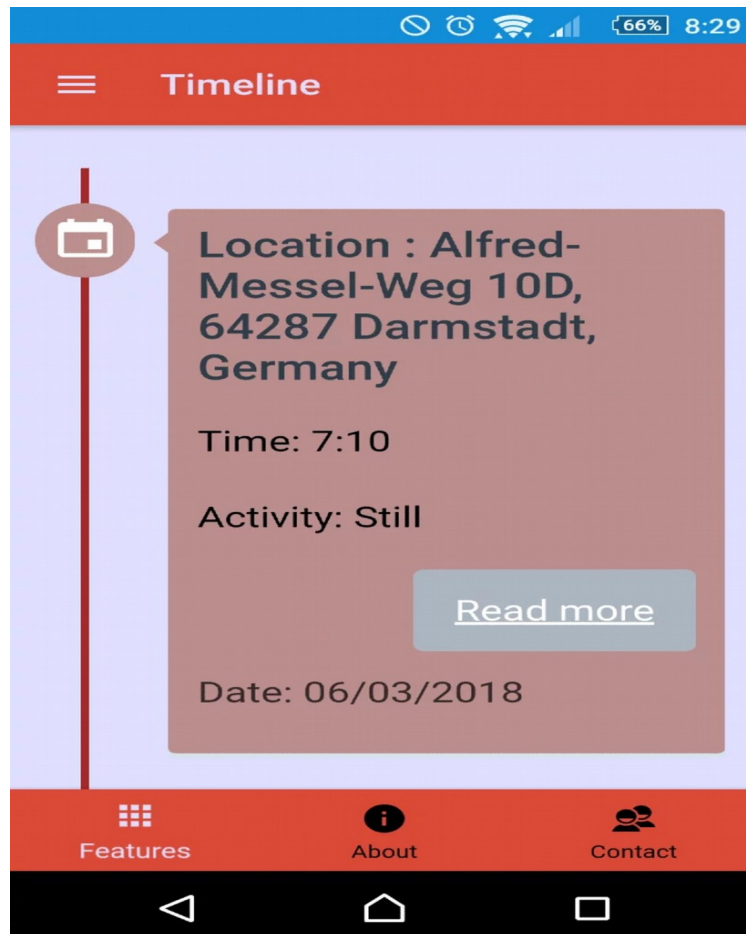 66% 8:29
Timeline
Location : Alfred-
Messel-Weg 10D,
64287 Darmstadt,
Germany
Time: 7:10
Activity: Still
Read more
Date: 06/03/2018
Features About Contact